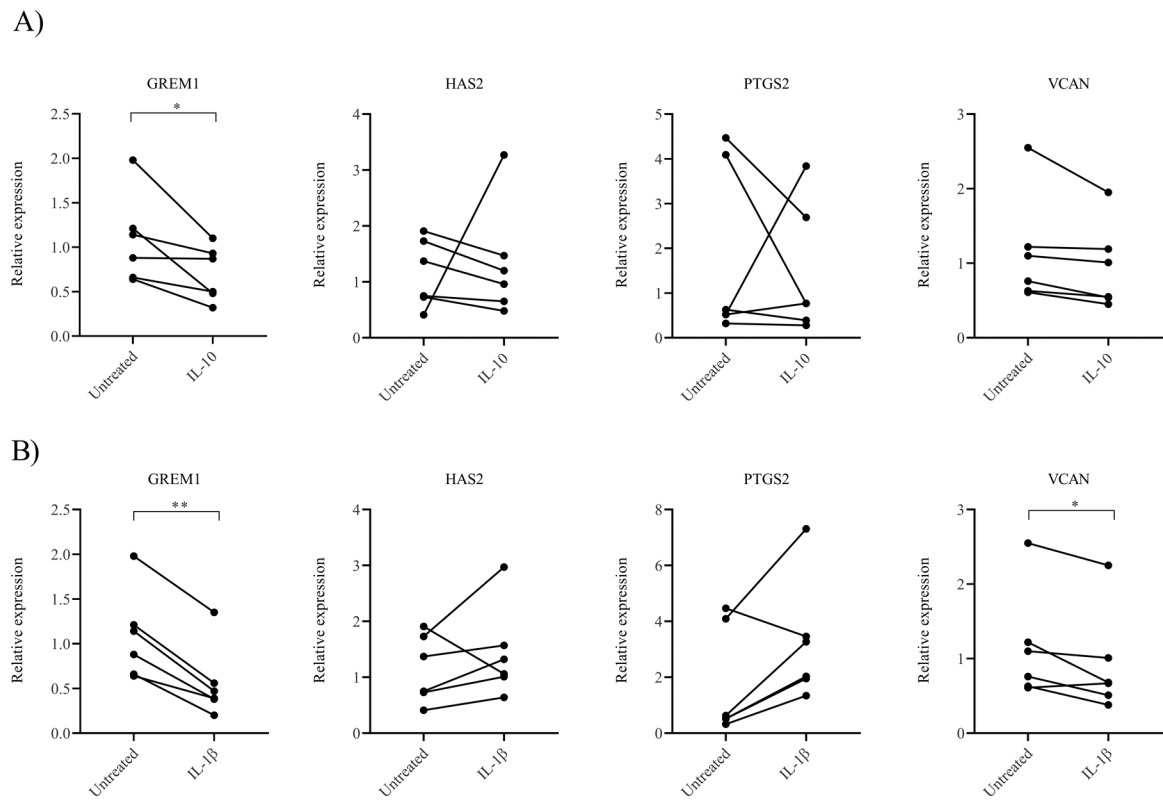 A)
GREM1
HAS2
PTGS2
VCAN
2.5
2.0
1.5
1.0
0.5
0.0
Relative expression
*
Untreated
IL-10
4
3
2
1
0
Relative expression
Untreated
IL-10
5
4
3
2
1
0
Relative expression
Untreated
IL-10
3
2
1
0
Relative expression
Untreated
IL-10
B)
GREM1
HAS2
PTGS2
VCAN
2.5
2.0
1.5
1.0
0.5
0.0
Relative expression
**
Untreated
IL-1β
4
3
2
1
0
Relative expression
Untreated
IL-1β
8
6
4
2
0
Relative expression
Untreated
IL-1β
3
2
1
0
Relative expression
*
Untreated
IL-1β